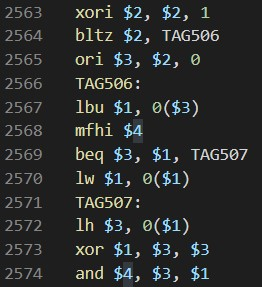 2563 xori $2, $2, 1
2564 bltz $2, TAG506
2565 ori $3, $2, 0
2566 TAG506:
2567 lbu $1, 0($3)
2568 mfhi $4
2569 beq $3, $1, TAG507
2570 lw $1, 0($1)
2571 TAG507:
2572 lh $3, 0($1)
2573 xor $1, $3, $3
2574 and $4, $3, $1